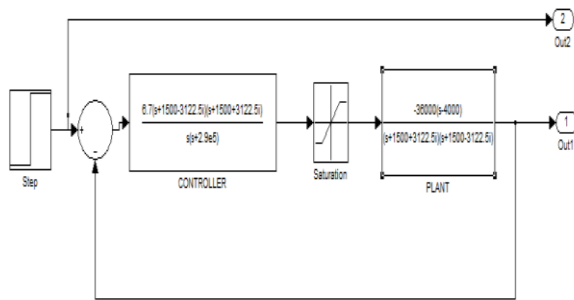 2
Out2
6.7(s+1500-3122.5i)(s+1500+3122.5i)
s(s+2.9e5)
-36000(s-4000)
(s+1500+3122.5i)(s+1500-3122.5i)
1
Out1
+
−
Step
CONTROLLER
Saturation
PLANT